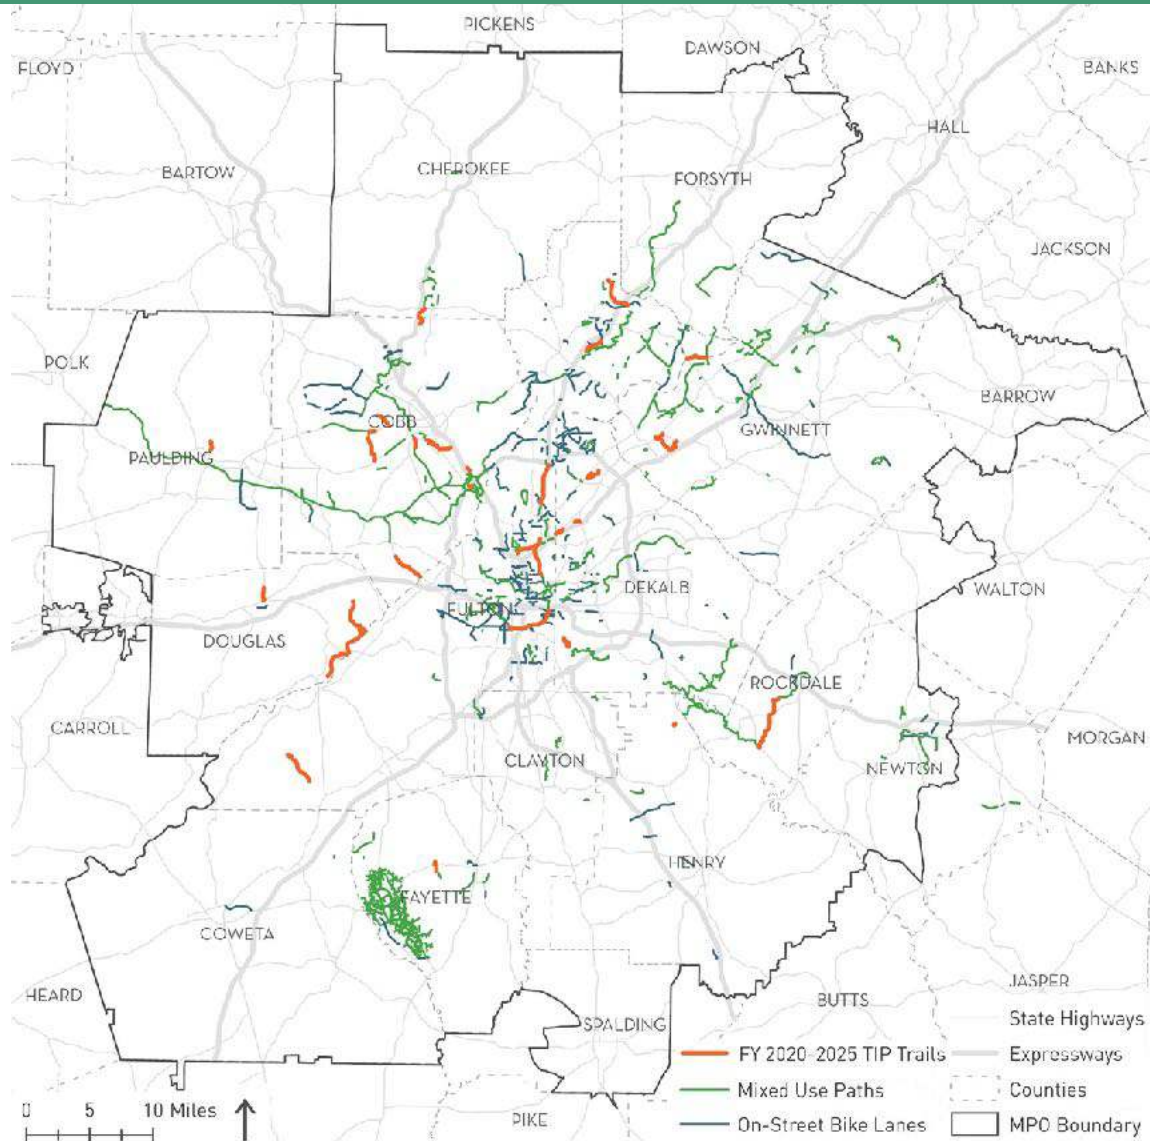 PICKENS
DAWSON
FLOYD
BANKS
HALL
BARTOW
CHEROKEE
FORSYTH
JACKSON
POLK
BARROW
COBB
GWINNETT
PAULDING
DEKALB
WALTON
FULTON
DOUGLAS
ROCKDALE
CARROLL
MORGAN
CLAYTON
NEWTON
HENRY
FAYETTE
COWETA
HEARD
JASPER
BUTTS
SPALDING
PIKE
State Highways
FY 2020-2025 TIP Trails
Expressways
Mixed Use Paths
Counties
On-Street Bike Lanes
MPO Boundary
0 5 10 Miles